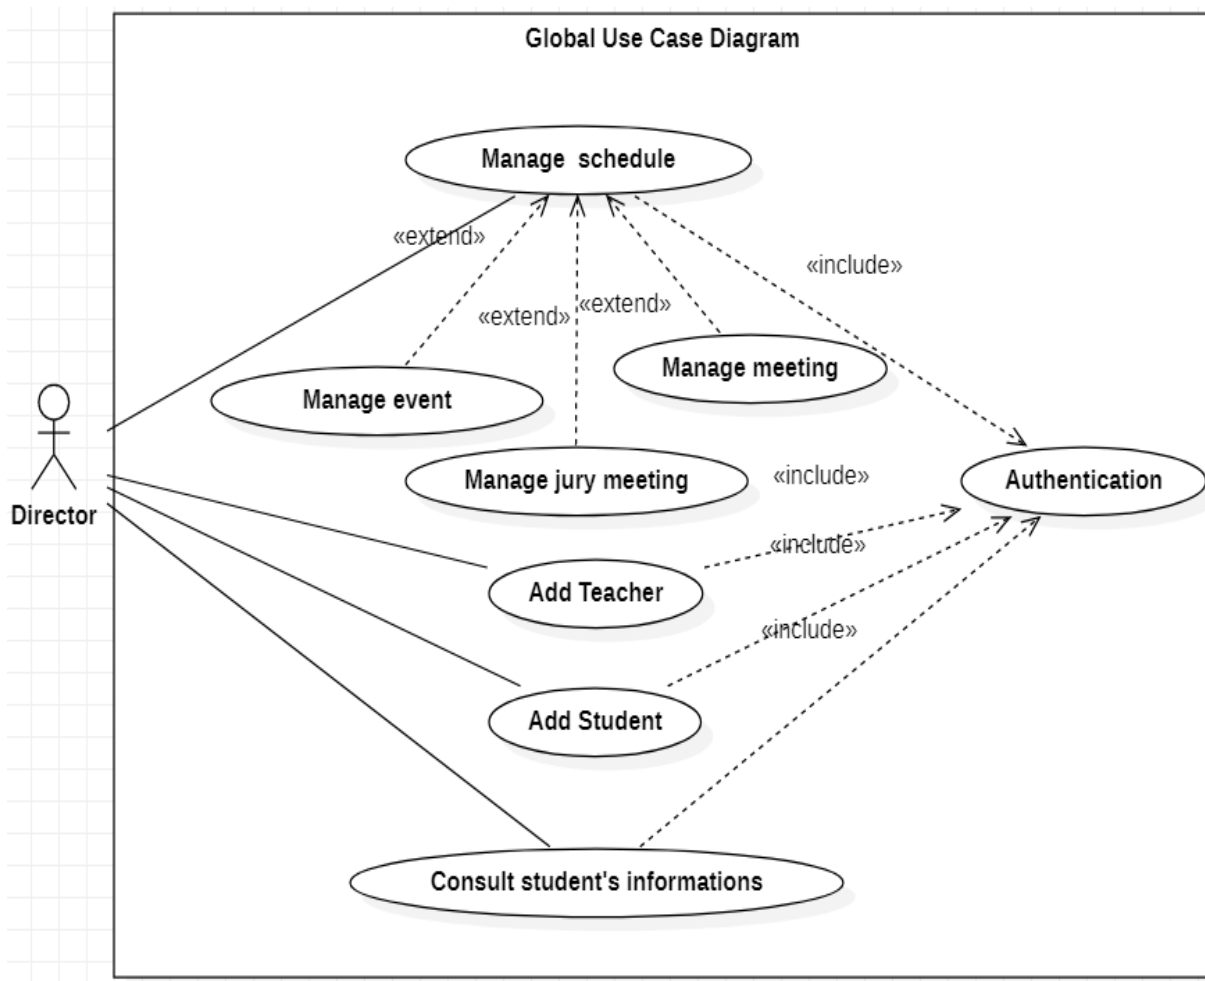 Global Use Case Diagram
Manage  schedule
«extend»
«include»
«extend»
«extend»
Manage meeting
Manage event
Manage jury meeting
«include»
Authentication
Director
«include»
Add Teacher
«include»
Add Student
Consult student's informations